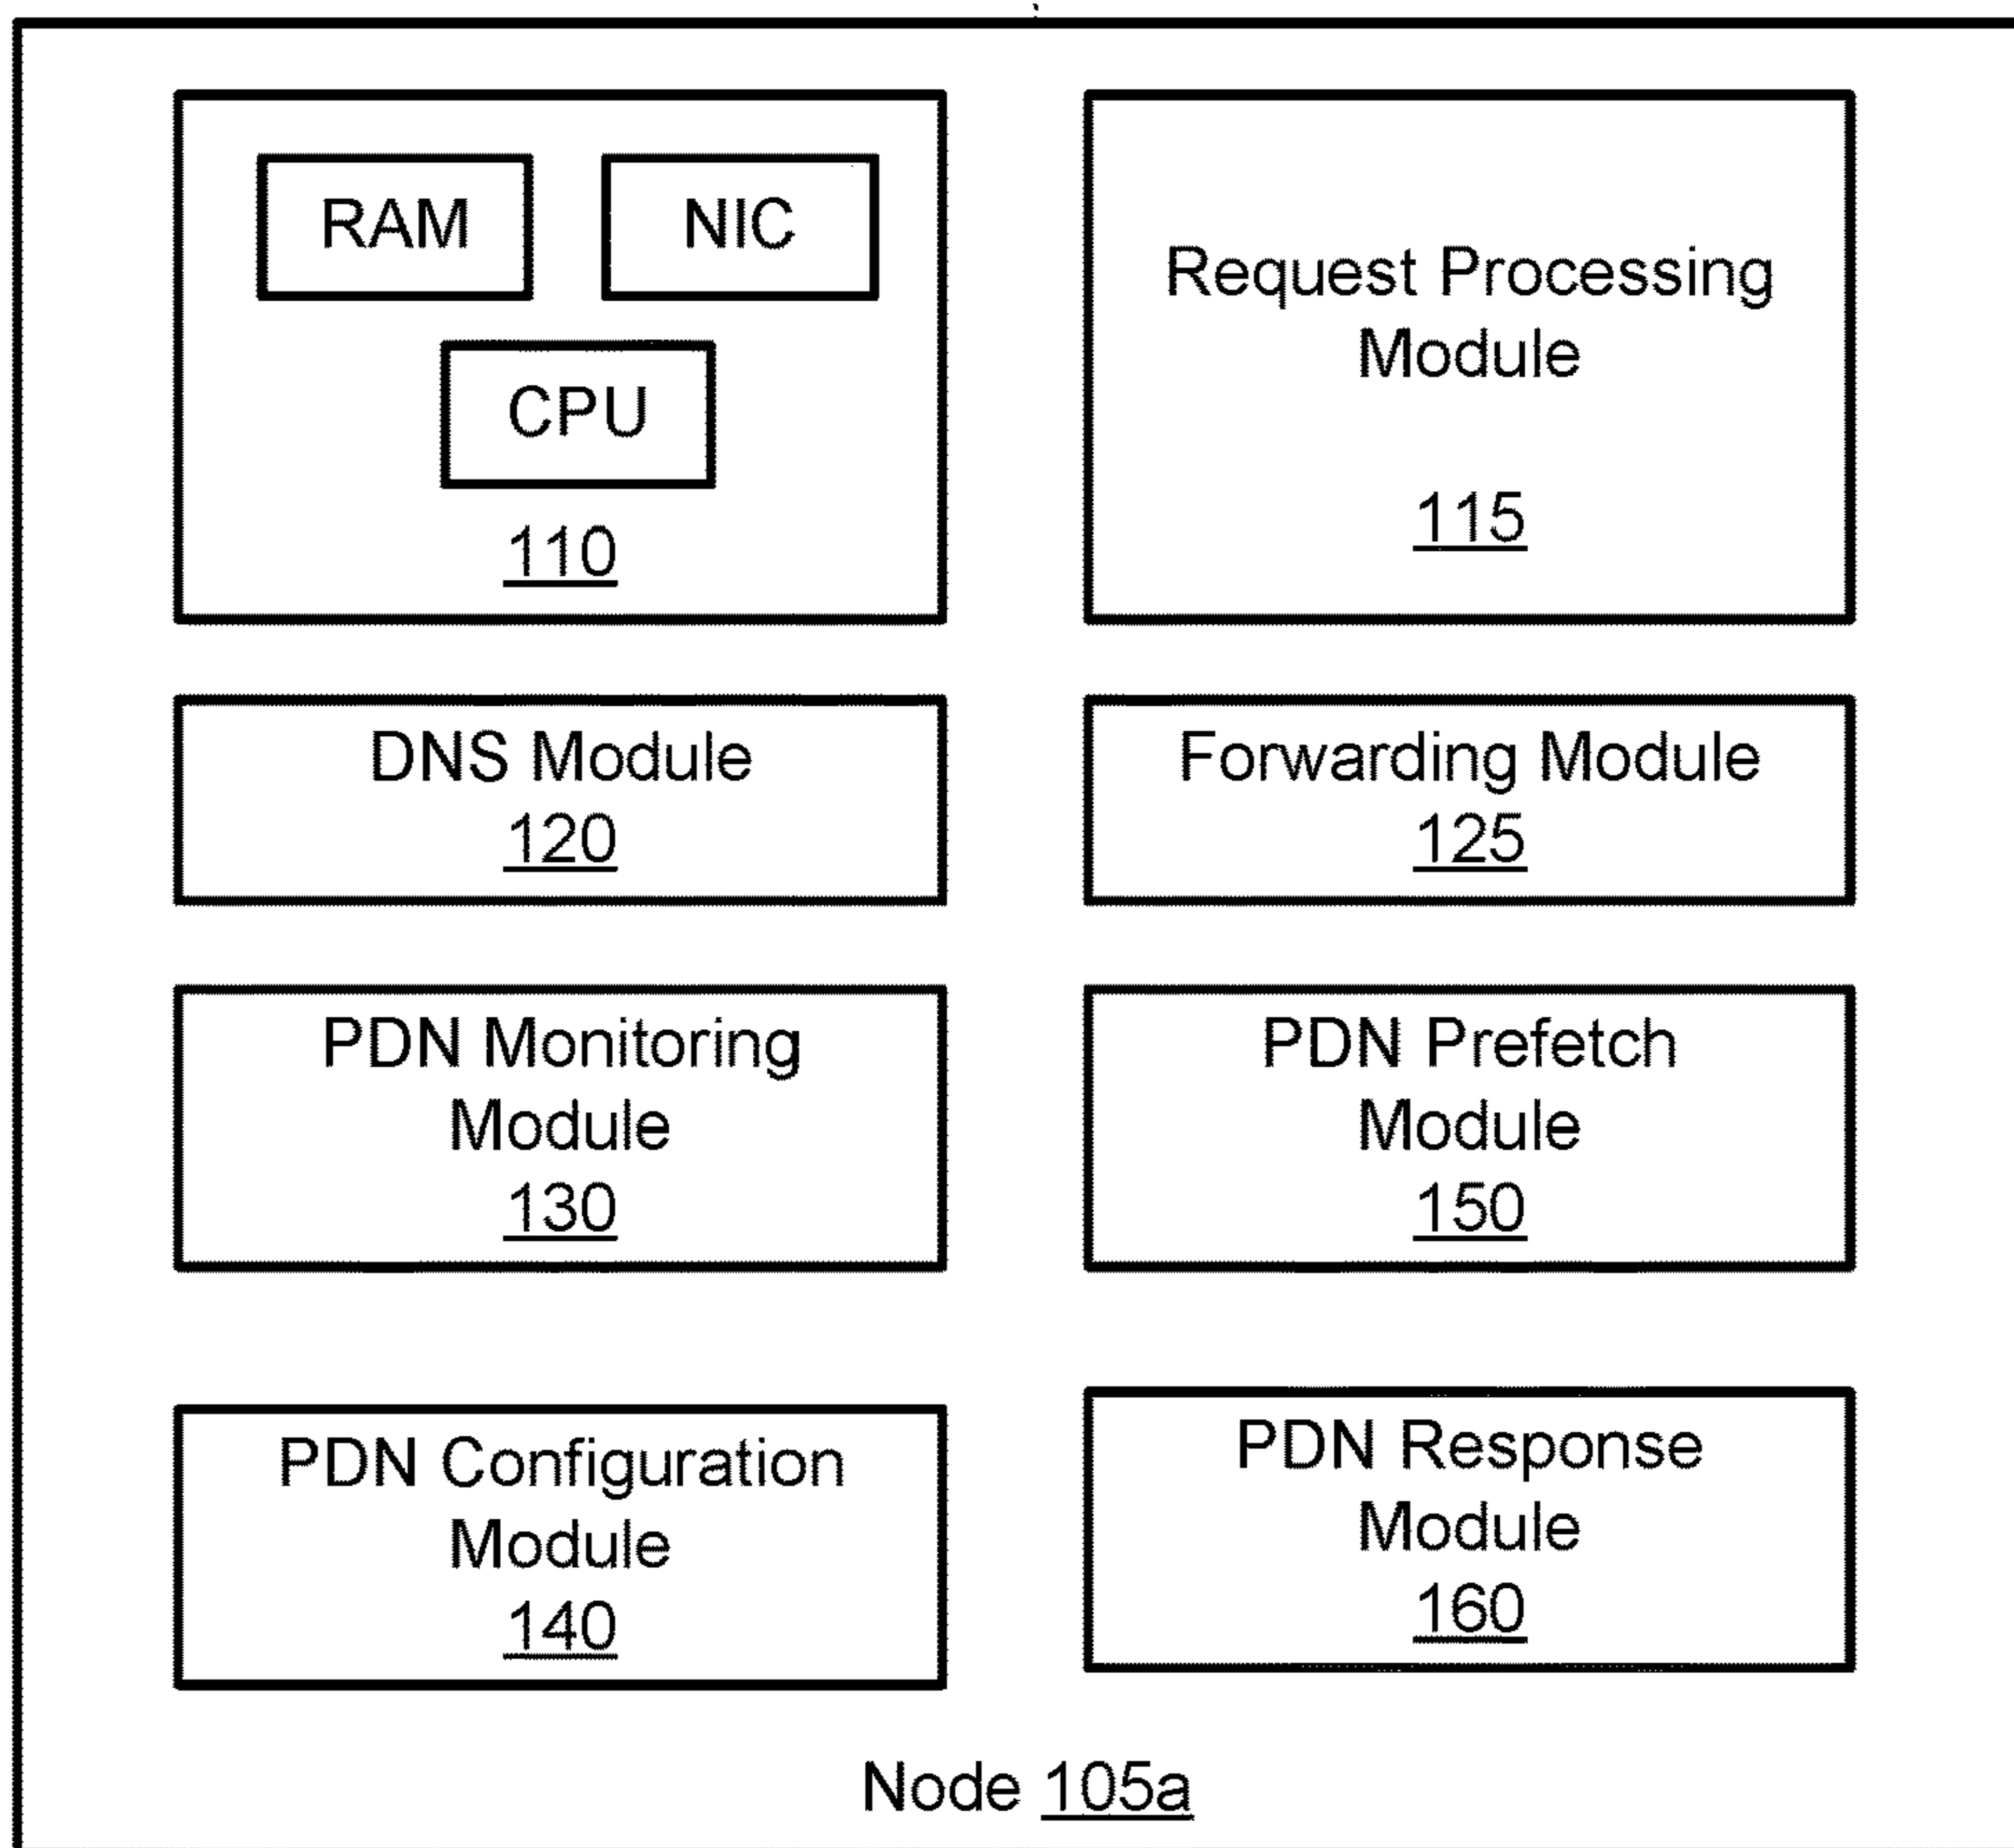 RAM
NIC
CPU
110
Request Processing
Module
115
DNS Module
120
Forwarding Module
125
PDN Monitoring
Module
130
PDN Prefetch
Module
150
PDN Configuration
Module
140
PDN Response
Module
160
Node 105a